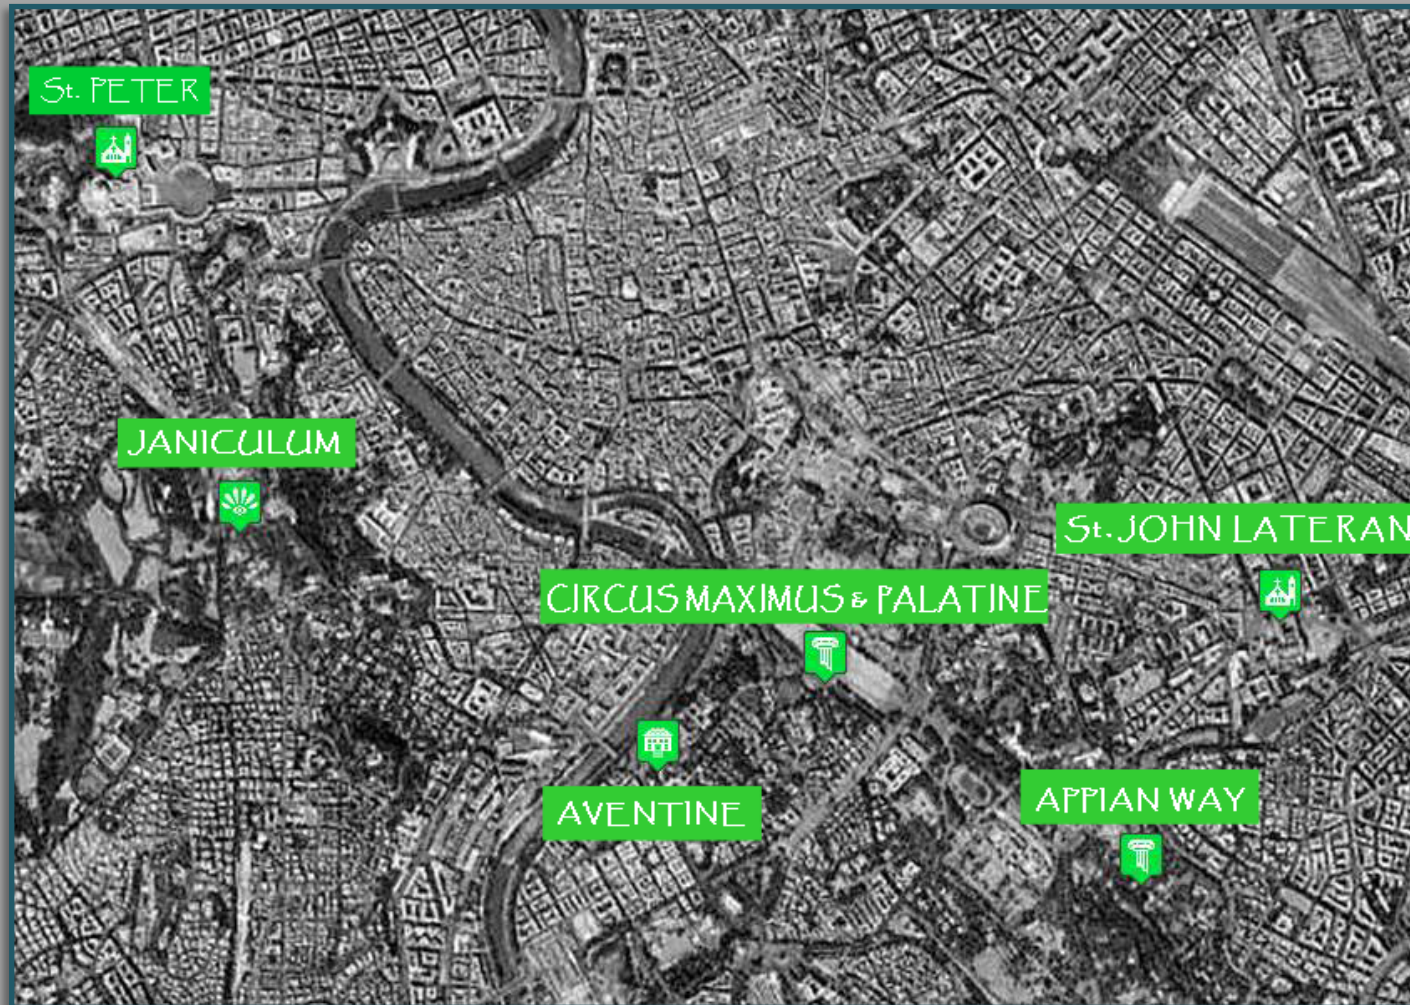 St. PETER
JANICULUM
St. JOHN LATERAN
CIRCUS MAXIMUS & PALATINE
AVENTINE
APPIAN WAY